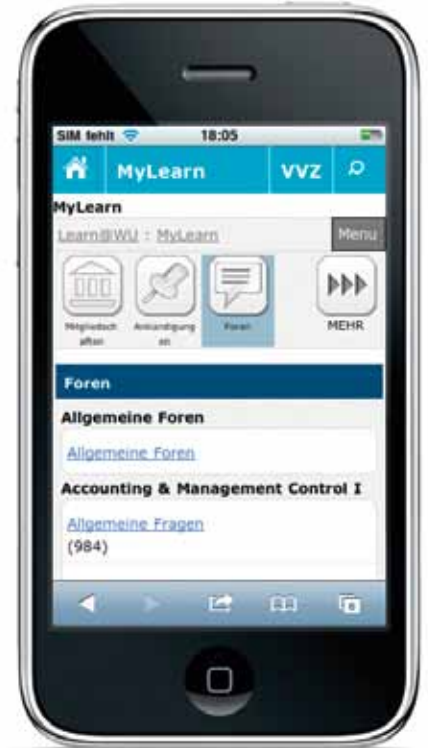 SIM fehlt 18:05
MyLearn VVZ
MyLearn
Learn@WU : MyLearn Menu
Mitgliedsch Ankündigung Foren MEHR
aften en
Foren
Allgemeine Foren
Allgemeine Foren
Accounting & Management Control I
Allgemeine Fragen
(984)